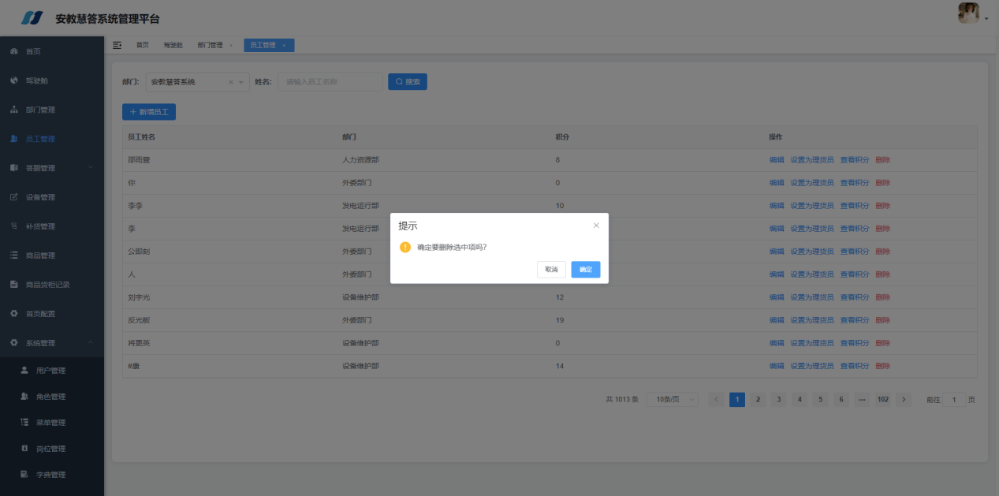 安教慧答系统管理平台
首页
驾驶舱
部门管理
员工管理
答题管理
设备管理
补货管理
商品管理
商品货柜记录
首页配置
系统管理
用户管理
角色管理
菜单管理
岗位管理
字典管理
首页 驾驶舱 部门管理 × 员工管理 ×
部门: 安教慧答系统 姓名: 请输入员工名称 搜索
+ 新增员工
员工姓名 部门 积分 操作
邵雨萱 人力资源部 8 编辑 设置为理货员 查看积分 删除
你 外委部门 0 编辑 设置为理货员 查看积分 删除
李李 发电运行部 10 编辑 设置为理货员 查看积分 删除
李 发电运行部 编辑 设置为理货员 查看积分 删除
公即刻 外委部门 编辑 设置为理货员 查看积分 删除
人 外委部门 编辑 设置为理货员 查看积分 删除
刘宇光 设备维护部 12 编辑 设置为理货员 查看积分 删除
反光板 外委部门 19 编辑 设置为理货员 查看积分 删除
将更英 设备维护部 0 编辑 设置为理货员 查看积分 删除
#康 设备维护部 14 编辑 设置为理货员 查看积分 删除
提示
确定要删除选中项吗?
取消 确定
共 1013 条 10条/页 1 2 3 4 5 6 ··· 102 前往 1 页